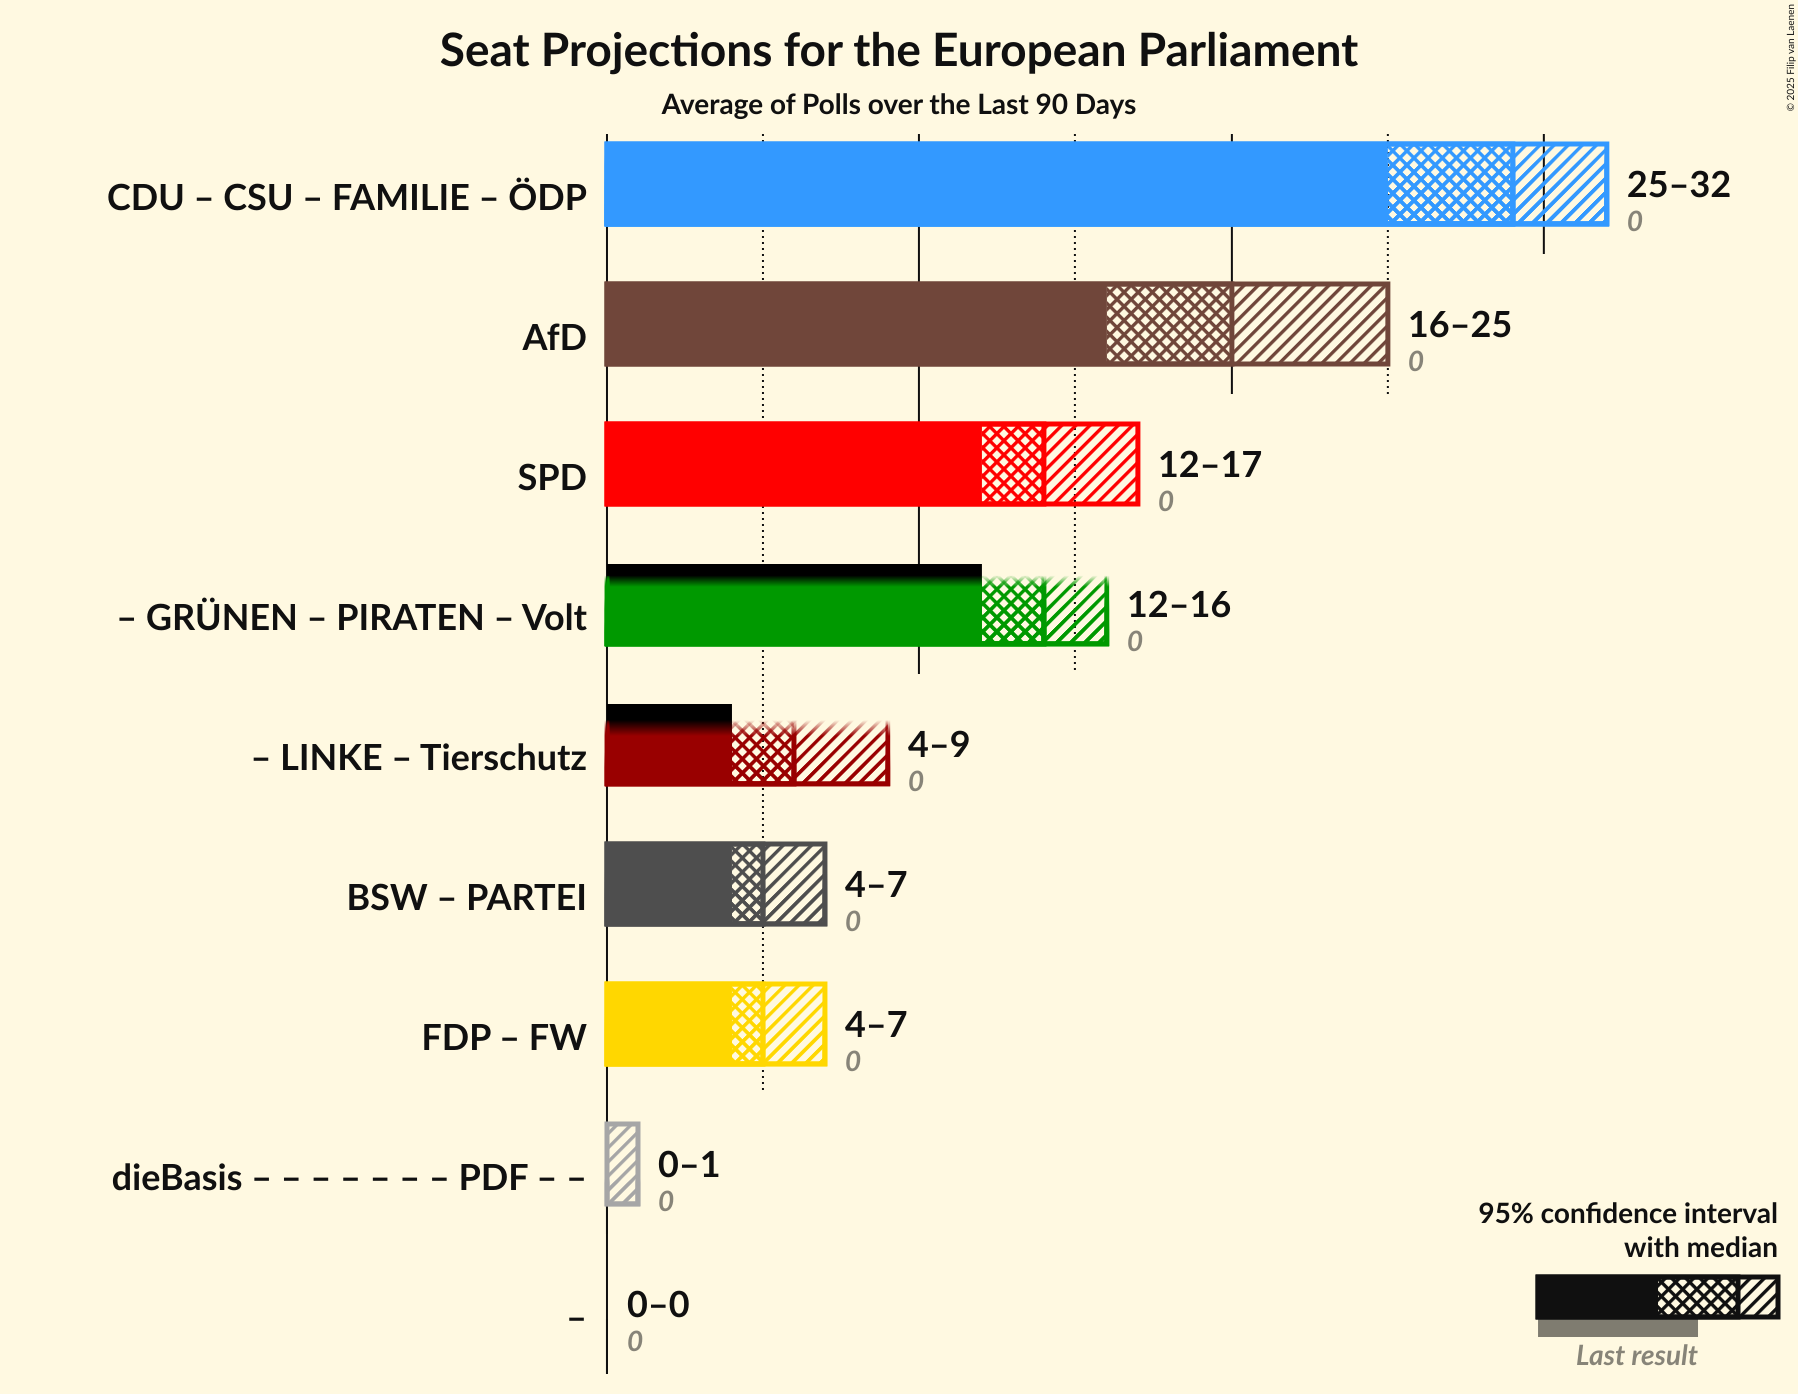 © 2025 Filip van Laenen
Seat Projections for the European Parliament
Average of Polls over the Last 90 Days
CDU – CSU – FAMILIE – ÖDP
25–32
0
AfD
16–25
0
SPD
12–17
0
– GRÜNEN – PIRATEN – Volt
12–16
0
– LINKE – Tierschutz
4–9
0
BSW – PARTEI
4–7
0
FDP – FW
4–7
0
dieBasis – – – – – – – PDF – –
0–1
0
–
0–0
0
95% confidence interval
with median
Last result